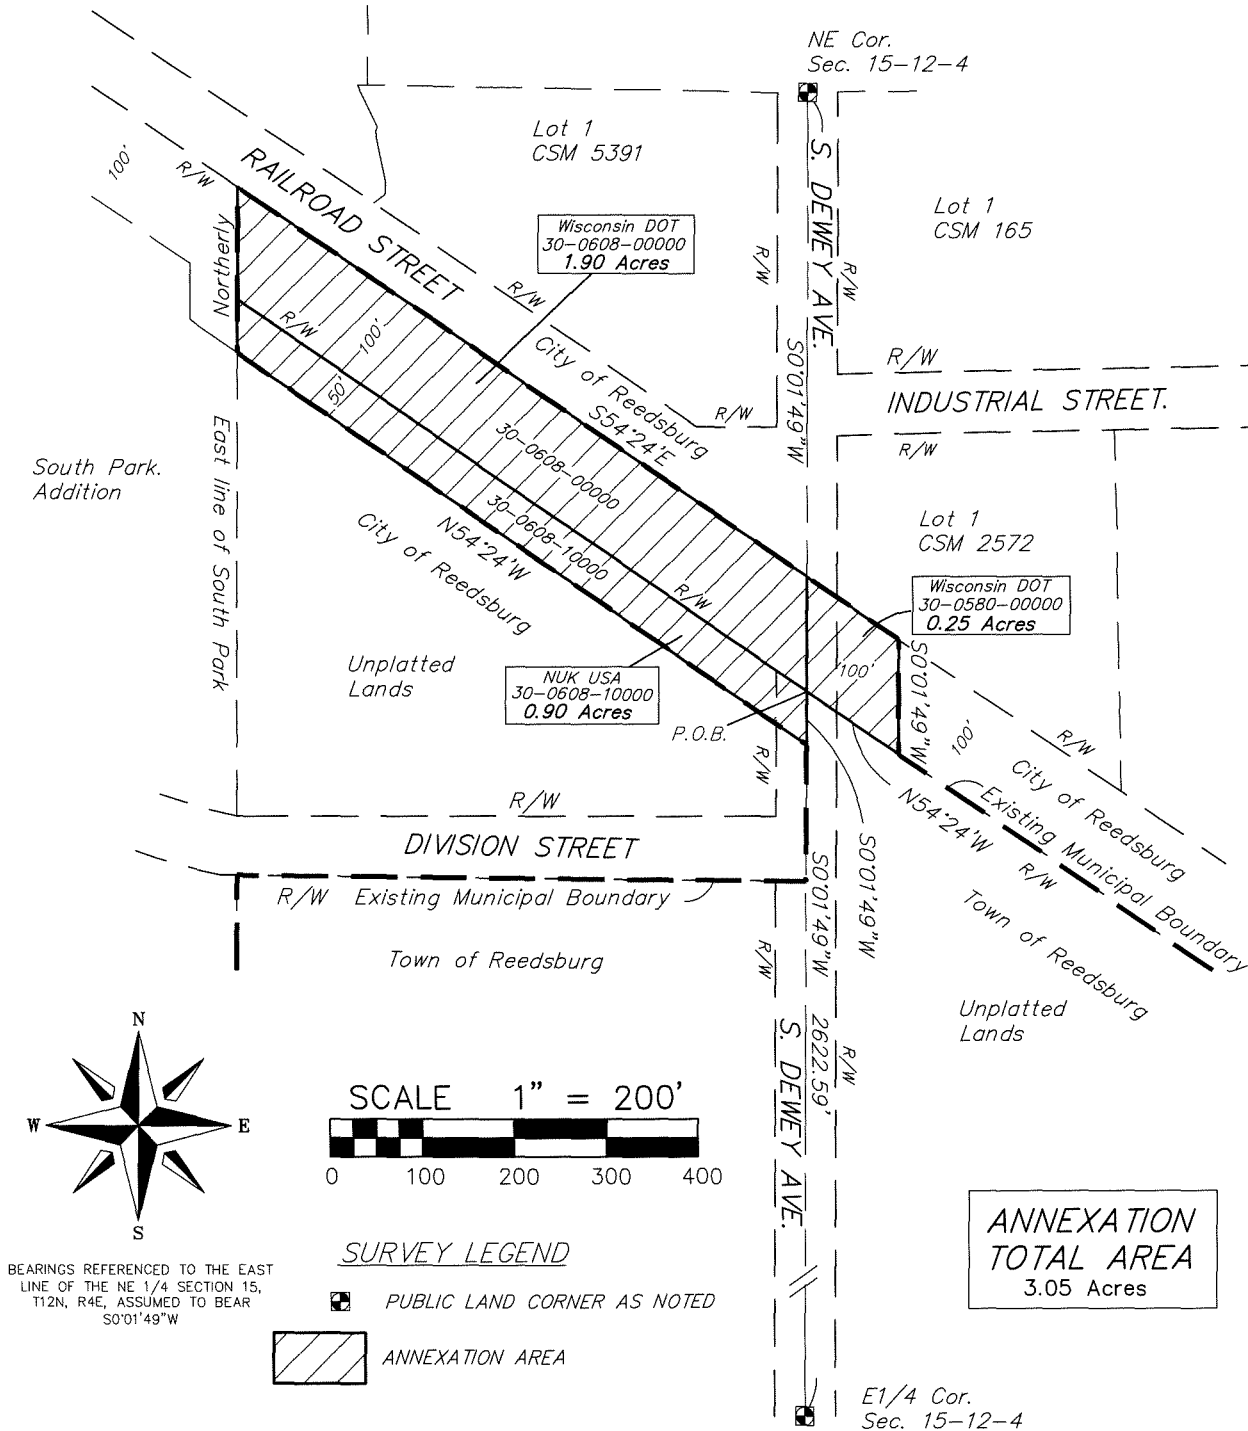 NE Cor.
Sec. 15-12-4
Lot 1
CSM 5391
S. DEWEY AVE.
100'
R/W
RAILROAD STREET
Lot 1
CSM 165
Wisconsin DOT
30-0608-00000
1.90 Acres
Northerly
R/W
R/W
R/W
R/W
R/W
100'
50'
City of Reedsburg
S54°24'E
S0°01'49"W
R/W
INDUSTRIAL STREET.
R/W
R/W
South Park.
Addition
East line of South Park
30-0608-00000
30-0608-10000
N54°24'W
City of Reedsburg
Lot 1
CSM 2572
Wisconsin DOT
30-0580-00000
0.25 Acres
R/W
Unplatted
Lands
NUK USA
30-0608-10000
0.90 Acres
P.O.B.
100'
S0°01'49"W
100'
R/W
R/W
City of Reedsburg
N54°24'W
Existing Municipal Boundary
R/W
R/W
DIVISION STREET
S0°01'49"W
R/W Existing Municipal Boundary
Town of Reedsburg
Town of Reedsburg
R/W
S0°01'49"W 2622.59'
Unplatted
Lands
R/W
S. DEWEY AVE.
N
W
E
S
SCALE 1" = 200'
0 100 200 300 400
BEARINGS REFERENCED TO THE EAST
LINE OF THE NE 1/4 SECTION 15,
T12N, R4E, ASSUMED TO BEAR
S0°01'49"W
SURVEY LEGEND
PUBLIC LAND CORNER AS NOTED
ANNEXATION AREA
ANNEXATION
TOTAL AREA
3.05 Acres
E1/4 Cor.
Sec. 15-12-4